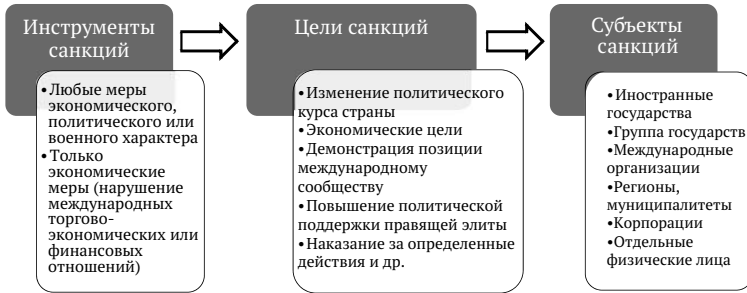 Инструменты
санкций
•Любые меры
экономического,
политического или
военного характера
•Только
экономические
меры (нарушение
международных
торгово-
экономических или
финансовых
отношений)
Цели санкций
•Изменение политического
курса страны
•Экономические цели
•Демонстрация позиции
международному
сообществу
•Повышение политической
поддержки правящей элиты
•Наказание за определенные
действия и др.
Субъекты
санкций
•Иностранные
государства
•Группа государств
•Международные
организации
•Регионы,
муниципалитеты
•Корпорации
•Отдельные
физические лица